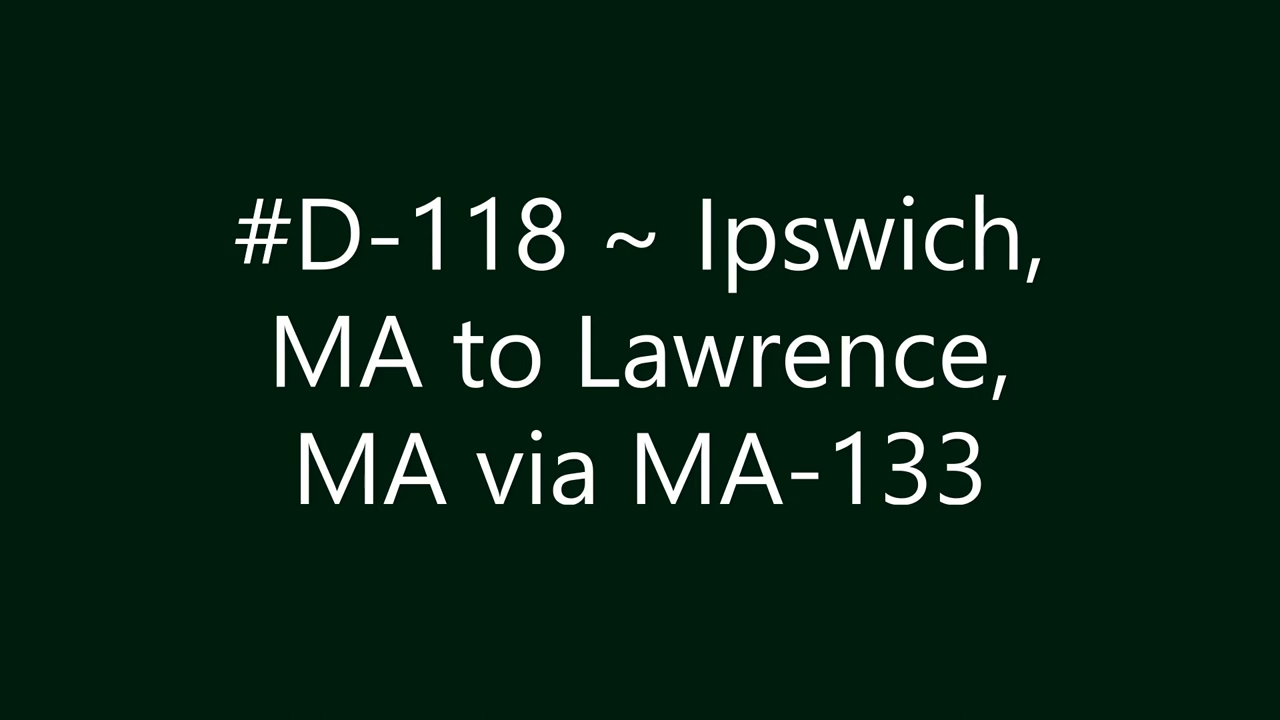 #D-118 ~ Ipswich,
MA to Lawrence,
MA via MA-133